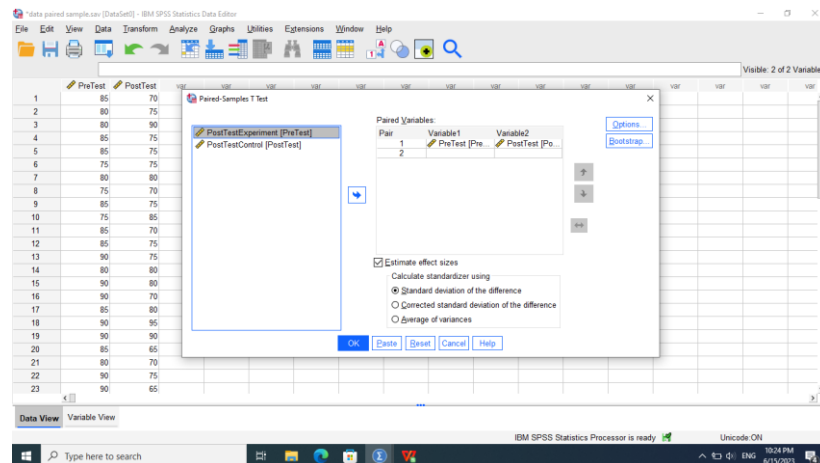 *data paired sample.sav [DataSet0] - IBM SPSS Statistics Data Editor
File Edit View Data Transform Analyze Graphs Utilities Extensions Window Help
Visible: 2 of 2 Variable
PreTest PostTest var var var var var var var var var var var var var var
1 85 70
2 80 75
3 80 90
4 85 75
5 85 75
6 75 75
7 80 80
8 75 70
9 85 75
10 75 85
11 85 70
12 85 75
13 90 75
14 80 80
15 90 80
16 90 70
17 85 80
18 90 95
19 90 90
20 85 65
21 80 70
22 90 75
23 90 65
Paired-Samples T Test
PostTestExperiment [PreTest]
PostTestControl [PostTest]
Paired Variables:
Pair Variable1 Variable2
1 PreTest [Pre... PostTest [Po...
2
Options...
Bootstrap...
Estimate effect sizes
Calculate standardizer using
Standard deviation of the difference
Corrected standard deviation of the difference
Average of variances
OK Paste Reset Cancel Help
Data View Variable View
IBM SPSS Statistics Processor is ready Unicode:ON
Type here to search
ENG
10:24 PM
6/15/2023